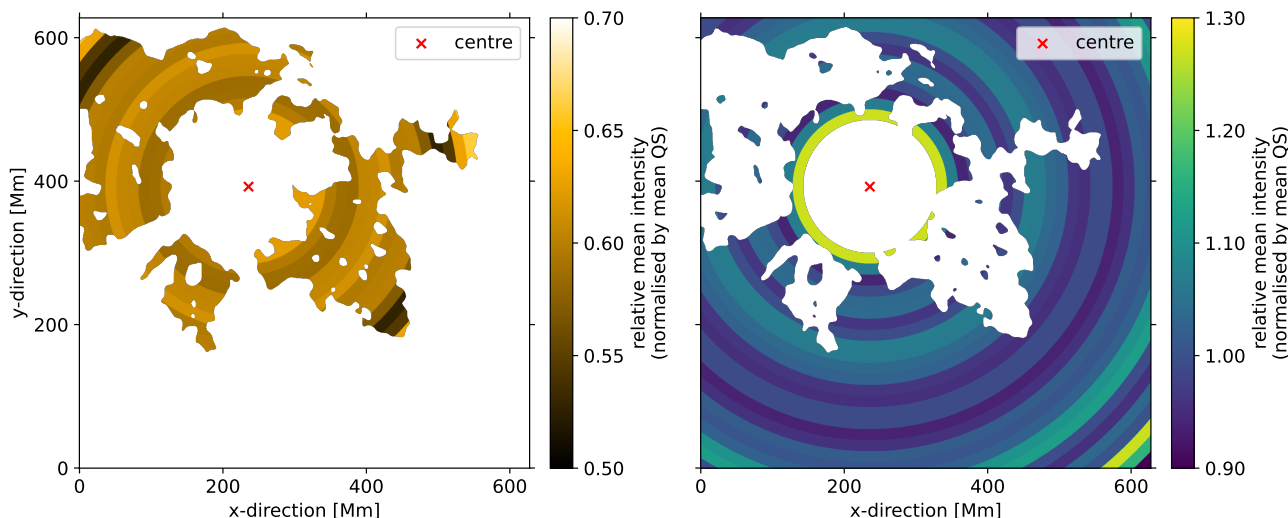 centre
600
400
200
0
y-direction [Mm]
0
200
400
600
x-direction [Mm]
0.70
0.65
0.60
0.55
0.50
relative mean intensity
(normalised by mean QS)
centre
0
200
400
600
x-direction [Mm]
1.30
1.20
1.10
1.00
0.90
relative mean intensity
(normalised by mean QS)